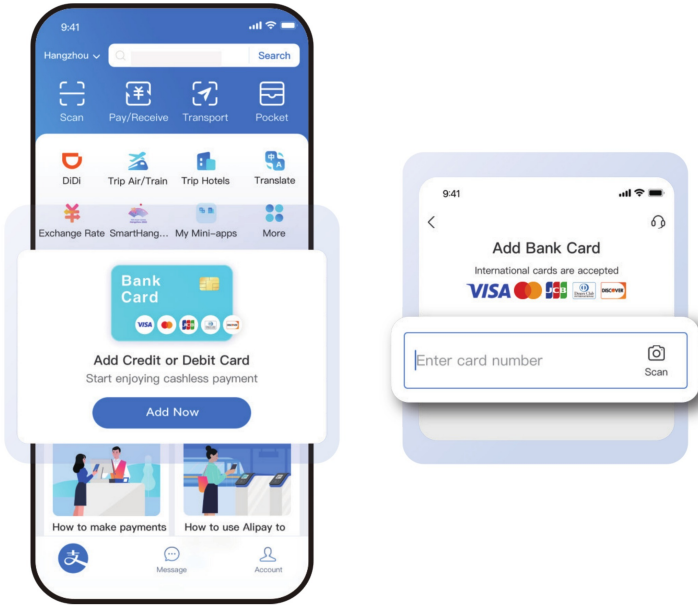 9:41
Hangzhou
Search
Scan Pay/Receive Transport Pocket
DiDi Trip Air/Train Trip Hotels Translate
Exchange Rate SmartHang... My Mini-apps More
Bank
Card
VISA
JCB
Add Credit or Debit Card
Start enjoying cashless payment
Add Now
How to make payments How to use Alipay to
支
Message Account
9:41
Add Bank Card
International cards are accepted
VISA JCB Diners Club DISCOVER
Enter card number
Scan